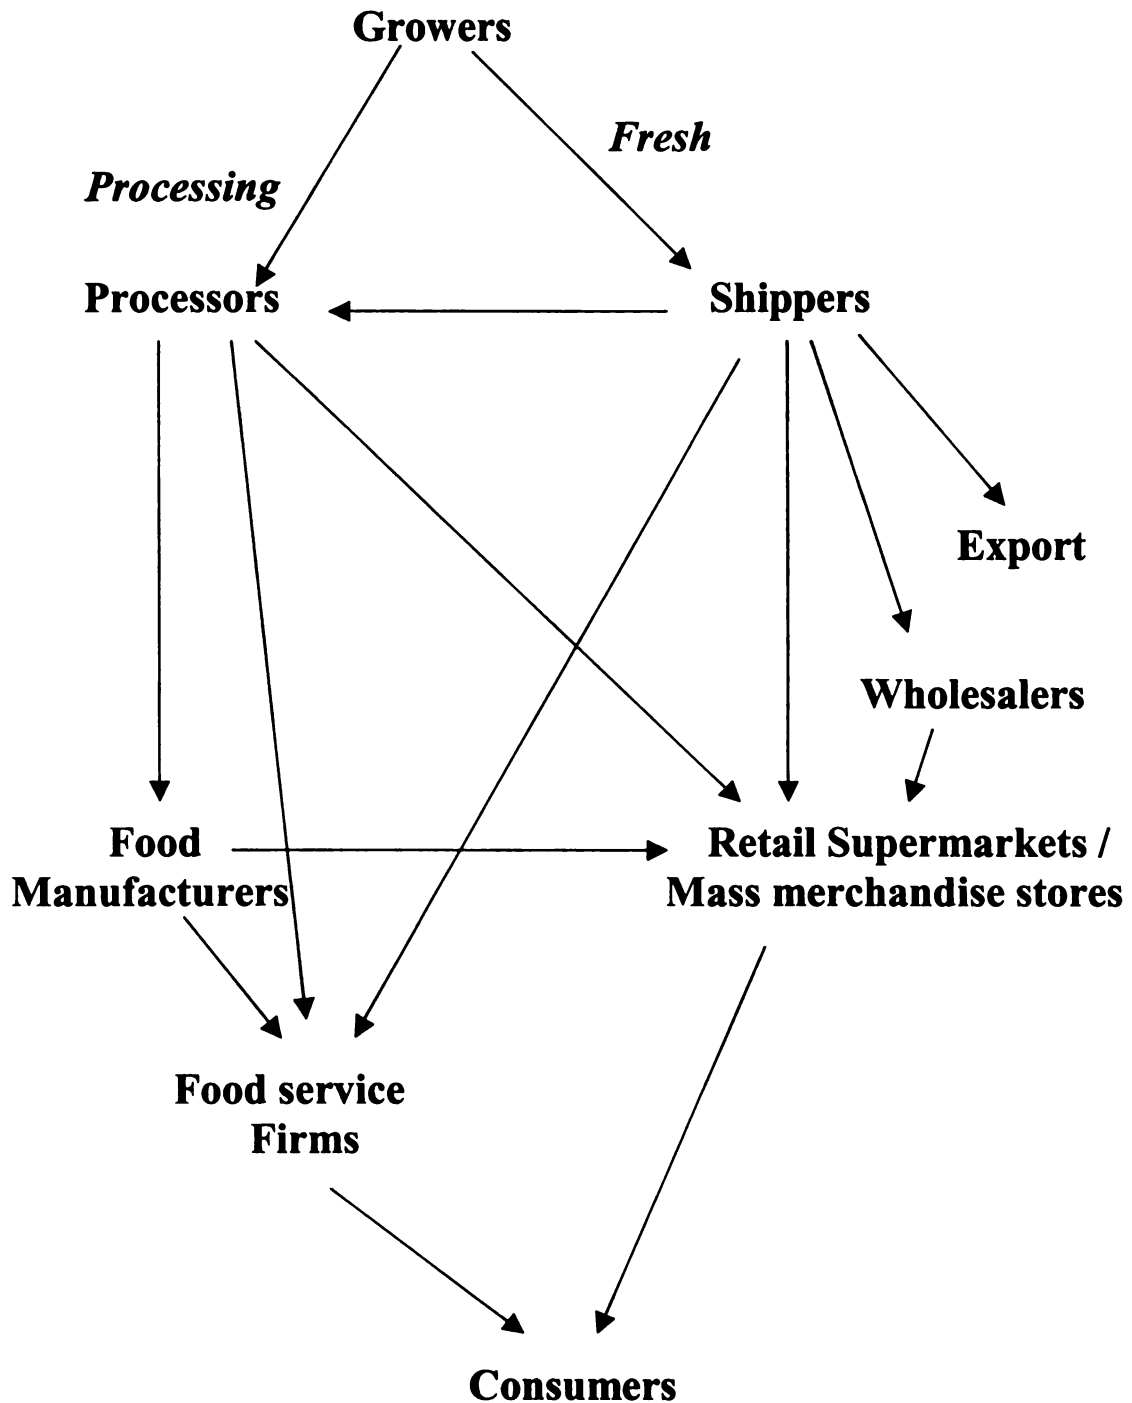 Growers
Fresh
Processing
Processors
Shippers
Export
Wholesalers
Food
Manufacturers
Retail Supermarkets /
Mass merchandise stores
Food service
Firms
Consumers